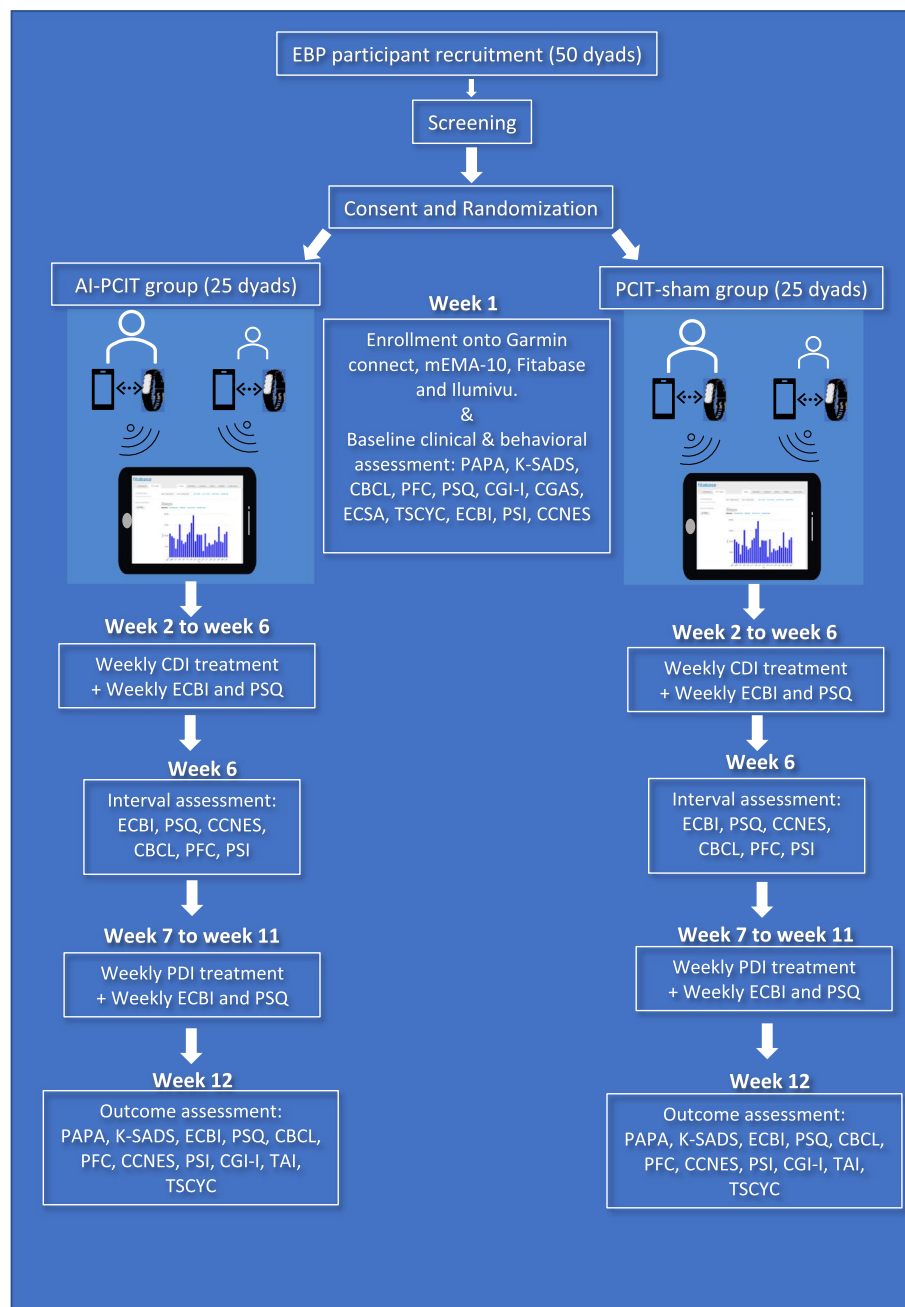 EBP participant recruitment (50 dyads)
Screening
Consent and Randomization
AI-PCIT group (25 dyads)
PCIT-sham group (25 dyads)
Week 1
Enrollment onto Garmin
connect, mEMA-10, Fitabase
and Ilumivu.
&
Baseline clinical & behavioral
assessment: PAPA, K-SADS,
CBCL, PFC, PSQ, CGI-I, CGAS,
ECSA, TSCYC, ECBI, PSI, CCNES
Week 2 to week 6
Weekly CDI treatment
+ Weekly ECBI and PSQ
Week 6
Interval assessment:
ECBI, PSQ, CCNES,
CBCL, PFC, PSI
Week 7 to week 11
Weekly PDI treatment
+ Weekly ECBI and PSQ
Week 12
Outcome assessment:
PAPA, K-SADS, ECBI, PSQ, CBCL,
PFC, CCNES, PSI, CGI-I, TAI,
TSCYC
Week 2 to week 6
Weekly CDI treatment
+ Weekly ECBI and PSQ
Week 6
Interval assessment:
ECBI, PSQ, CCNES,
CBCL, PFC, PSI
Week 7 to week 11
Weekly PDI treatment
+ Weekly ECBI and PSQ
Week 12
Outcome assessment:
PAPA, K-SADS, ECBI, PSQ, CBCL,
PFC, CCNES, PSI, CGI-I, TAI,
TSCYC